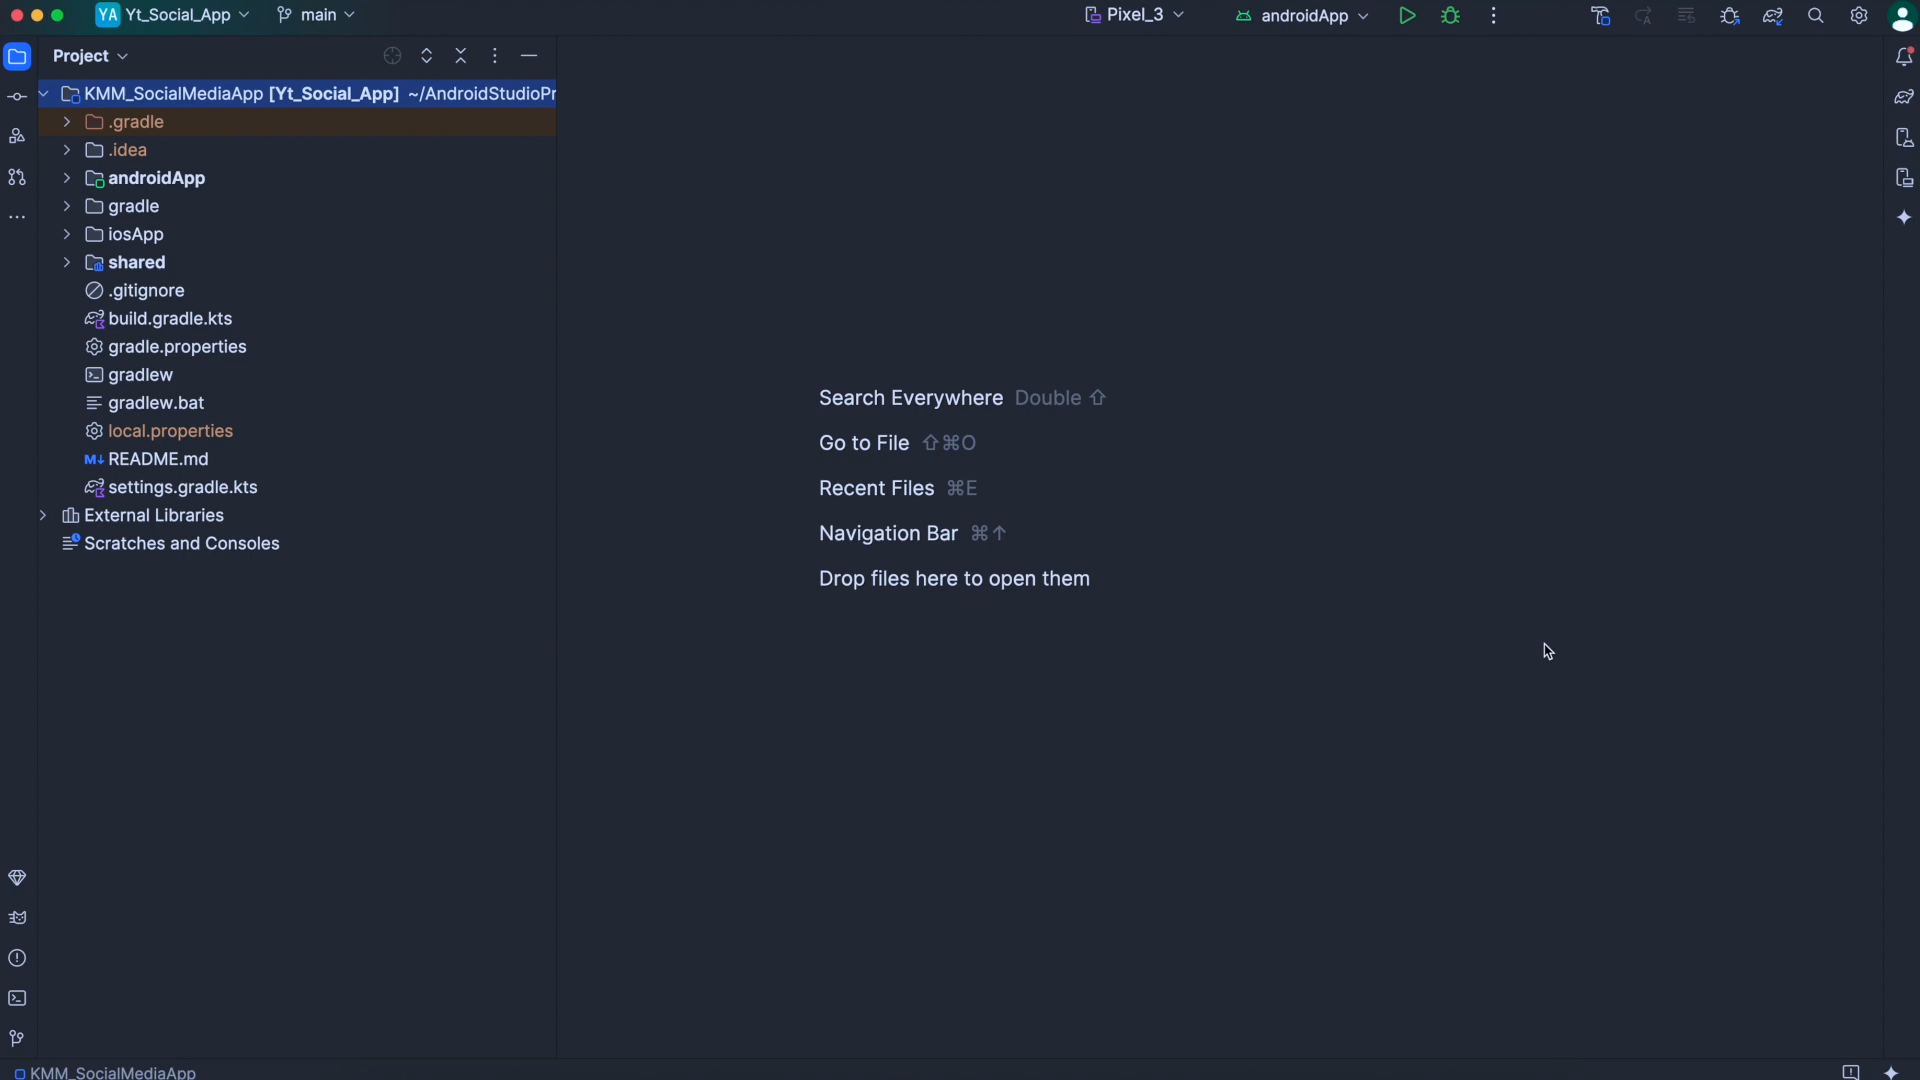 YA Yt_Social_App main Pixel_3 androidApp
Project
KMM_SocialMediaApp [Yt_Social_App] ~/AndroidStudioPr
.gradle
.idea
androidApp
gradle
iosApp
shared
.gitignore
build.gradle.kts
gradle.properties
gradlew
gradlew.bat
local.properties
M↓ README.md
settings.gradle.kts
External Libraries
Scratches and Consoles
Search Everywhere Double ⇧
Go to File ⇧⌘O
Recent Files ⌘E
Navigation Bar ⌘↑
Drop files here to open them
KMM_SocialMediaApp